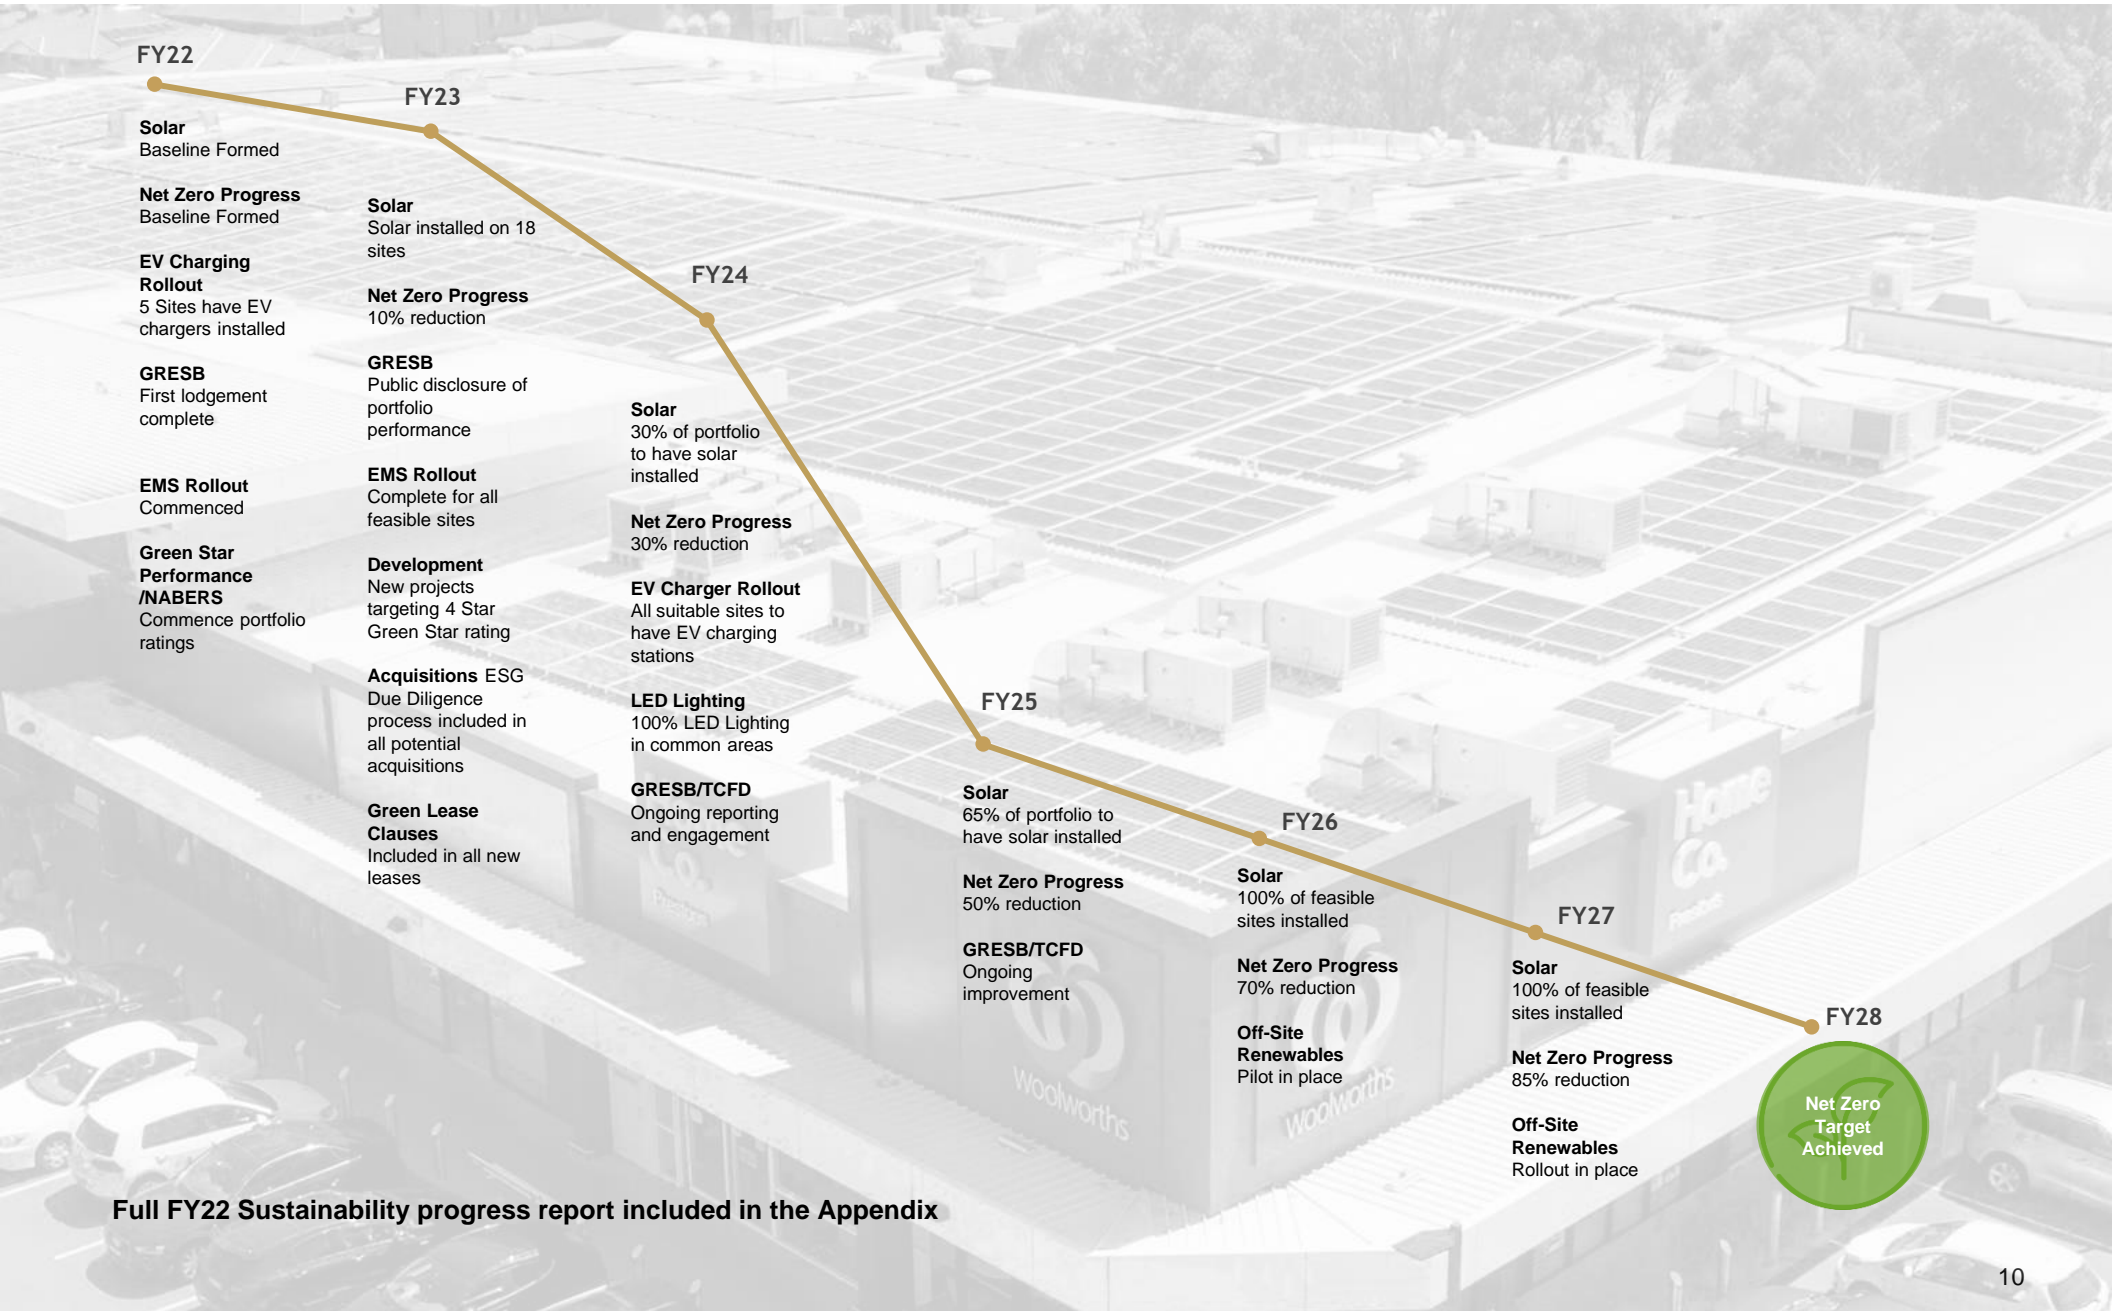 FY22
Solar
Baseline Formed
Net Zero Progress
Baseline Formed
EV Charging
Rollout
5 Sites have EV
chargers installed
GRESB
First lodgement
complete
EMS Rollout
Commenced
Green Star
Performance
/NABERS
Commence portfolio
ratings
FY23
Solar
Solar installed on 18
sites
Net Zero Progress
10% reduction
GRESB
Public disclosure of
portfolio
performance
EMS Rollout
Complete for all
feasible sites
Development
New projects
targeting 4 Star
Green Star rating
Acquisitions ESG
Due Diligence
process included in
all potential
acquisitions
Green Lease
Clauses
Included in all new
leases
FY24
Solar
30% of portfolio
to have solar
installed
Net Zero Progress
30% reduction
EV Charger Rollout
All suitable sites to
have EV charging
stations
LED Lighting
100% LED Lighting
in common areas
GRESB/TCFD
Ongoing reporting
and engagement
FY25
Solar
65% of portfolio to
have solar installed
Net Zero Progress
50% reduction
GRESB/TCFD
Ongoing
improvement
FY26
Solar
100% of feasible
sites installed
Net Zero Progress
70% reduction
Off-Site
Renewables
Pilot in place
FY27
Solar
100% of feasible
sites installed
Net Zero Progress
85% reduction
Off-Site
Renewables
Rollout in place
FY28
Net Zero
Target
Achieved
Home
Co.
Co.
woolworths
woolworths
Full FY22 Sustainability progress report included in the Appendix
10